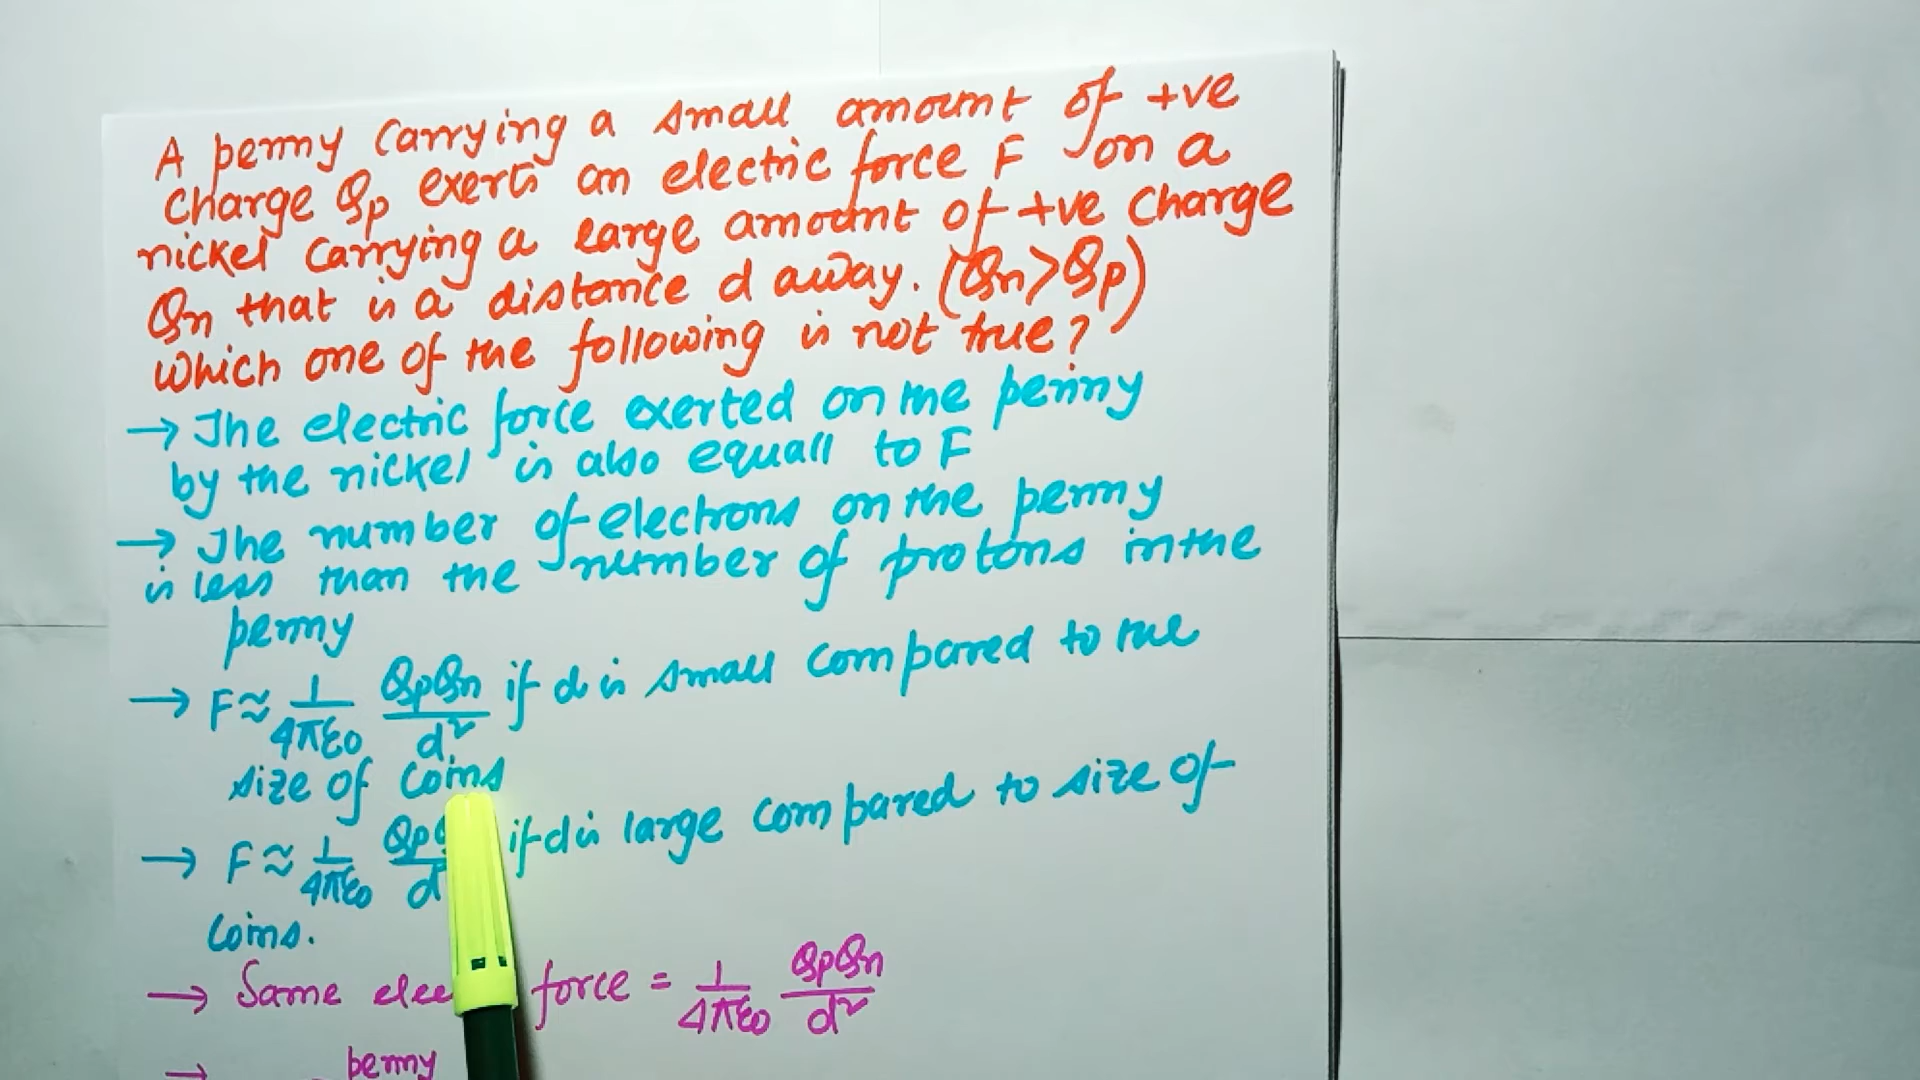 A penny carrying a small amount of +ve
charge Qp exerts an electric force F on a
nickel carrying a large amount of +ve charge
Qn that is a distance d away. (Qn>Qp)
which one of the following is not true?
→ The electric force exerted on the penny
by the nickel is also equall to F
→ The number of electrons on the penny
is less than the number of protons in the
penny
→ F≈ 1/4πε0 QpQn/d² if d is small compared to the
size of coins
→ F≈ 1/4πε0 if d is large compared to size of
coins.
→ Same force = 1/4πε0 QpQn/d²
→ penny